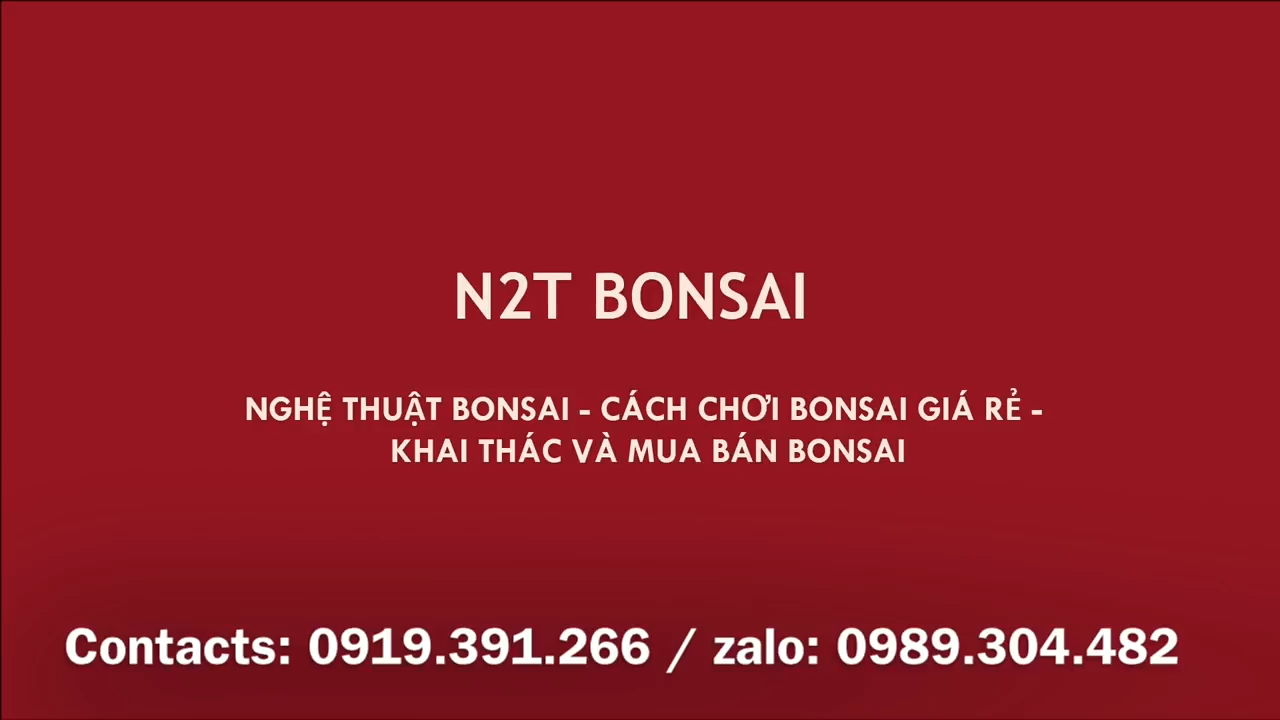 N2T BONSAI
NGHỆ THUẬT BONSAI - CÁCH CHƠI BONSAI GIÁ RẺ -
KHAI THÁC VÀ MUA BÁN BONSAI
Contacts: 0919.391.266 / zalo: 0989.304.482